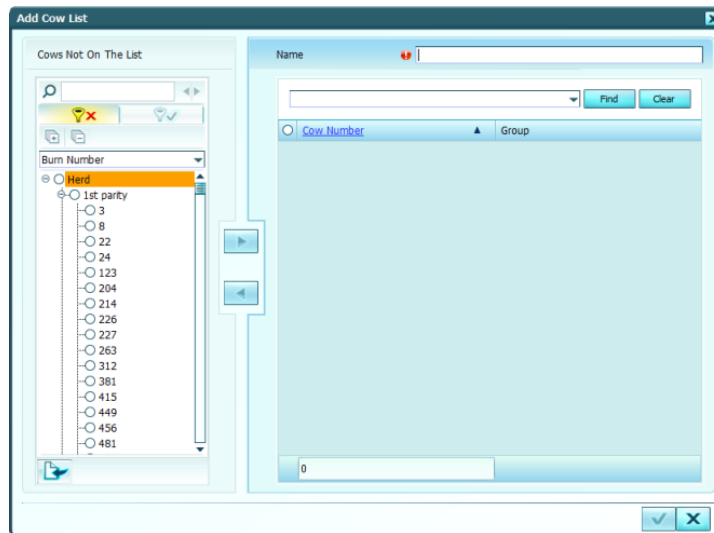 Add Cow List
Cows Not On The List
Name
Find
Clear
Cow Number
Group
Burn Number
Herd
1st parity
3
8
22
24
123
204
214
226
227
263
312
381
415
449
456
481
0